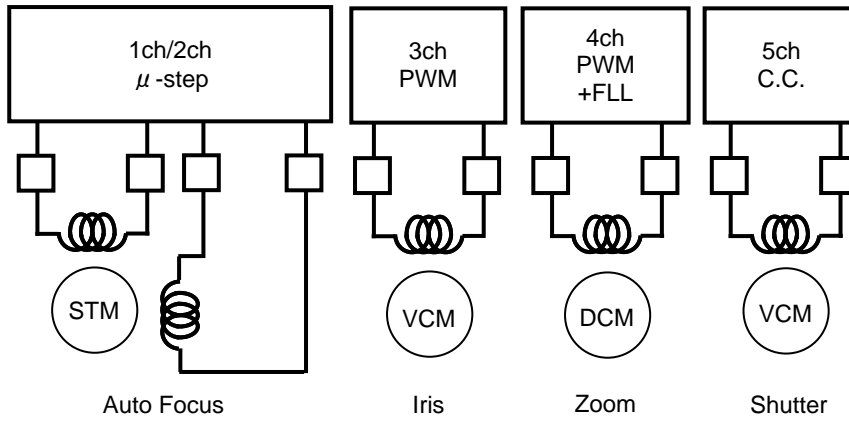 1ch/2ch
μ-step
3ch
PWM
4ch
PWM
+FLL
5ch
C.C.
STM
VCM
DCM
VCM
Auto Focus
Iris
Zoom
Shutter